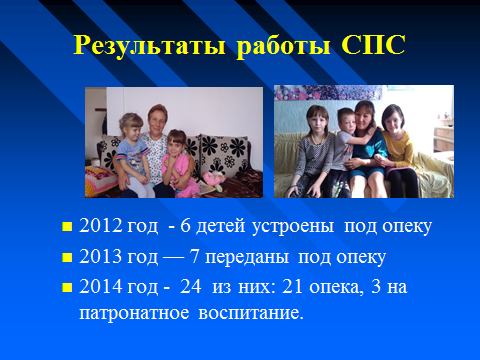 Результаты работы СПС
2012 год - 6 детей устроены под опеку
2013 год — 7 переданы под опеку
2014 год - 24 из них: 21 опека, 3 на
патронатное воспитание.